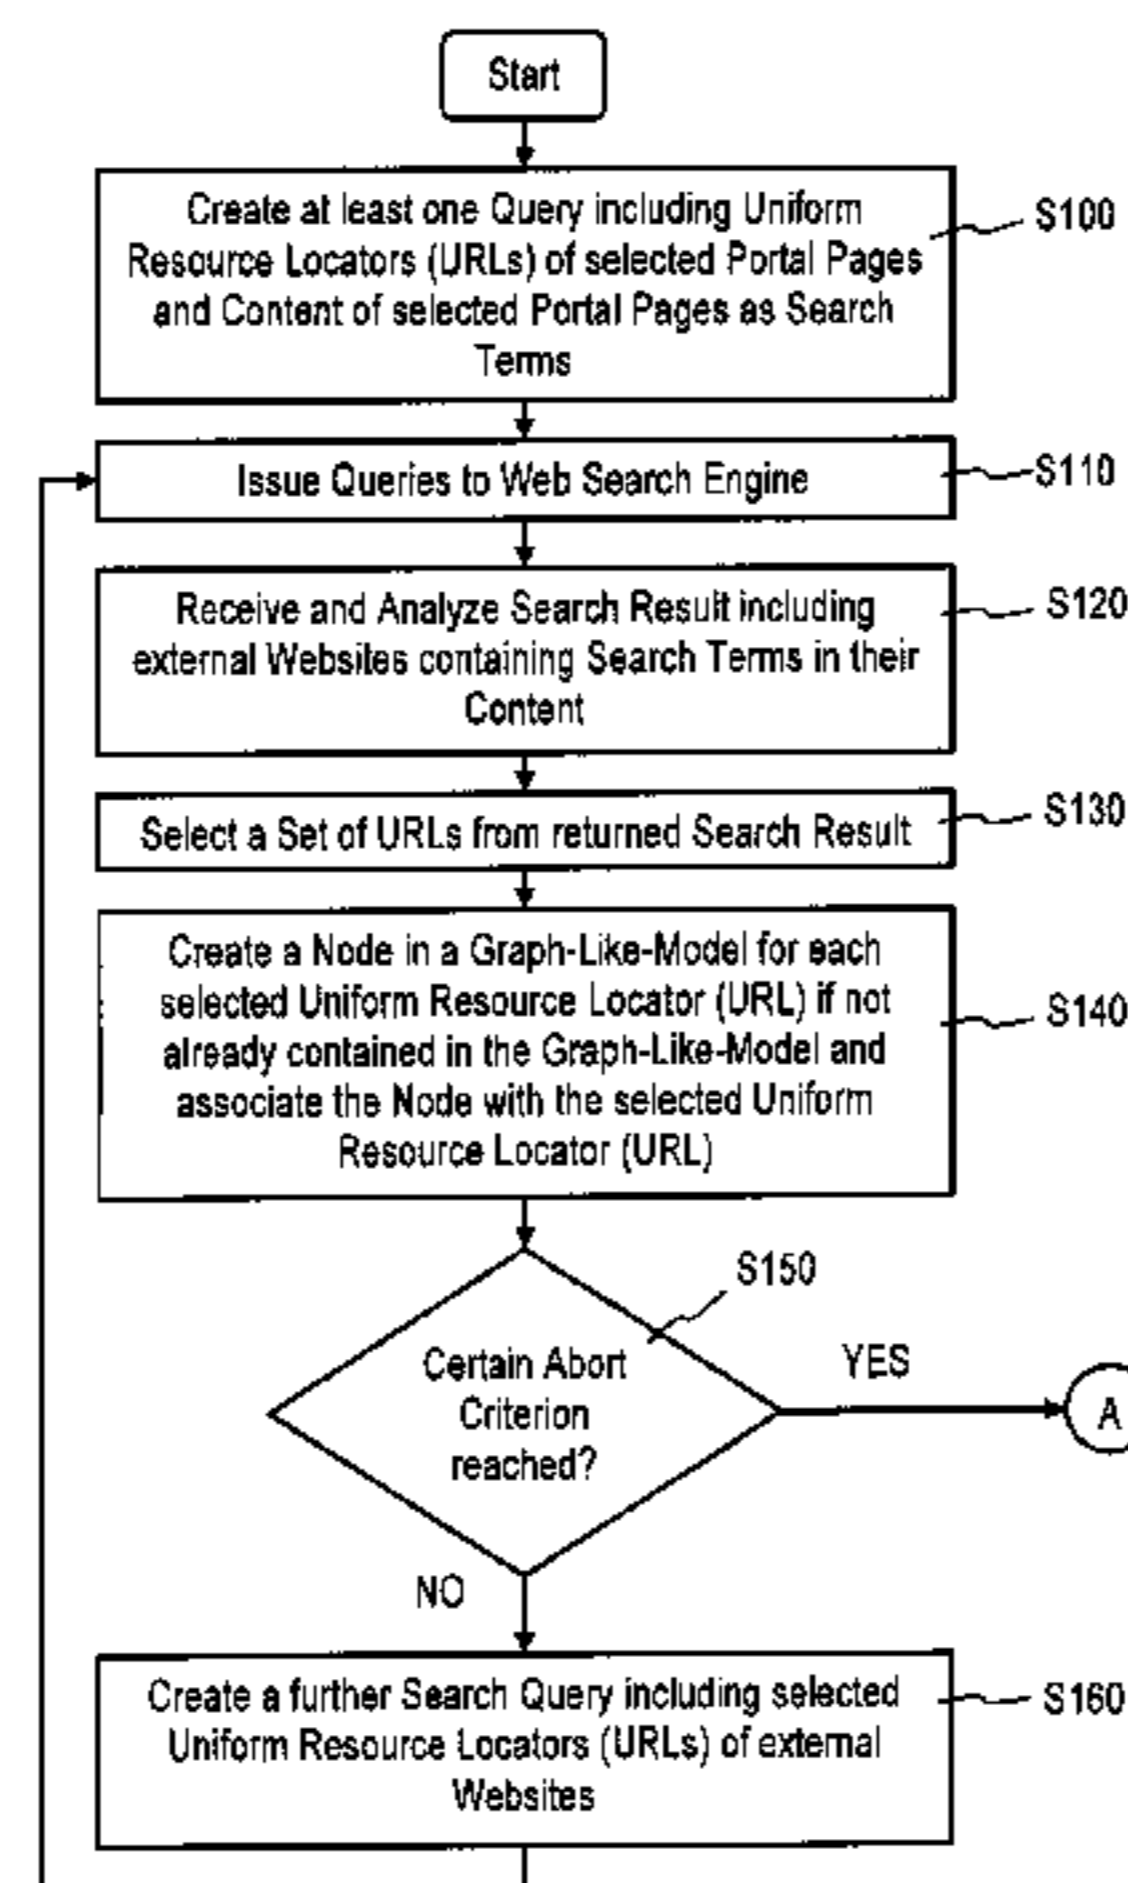 Start
Create at least one Query including Uniform
Resource Locators (URLs) of selected Portal Pages
and Content of selected Portal Pages as Search
Terms
S100
Issue Queries to Web Search Engine
S110
Receive and Analyze Search Result including
external Websites containing Search Terms in their
Content
S120
Select a Set of URLs from returned Search Result
S130
Create a Node in a Graph-Like-Model for each
selected Uniform Resource Locator (URL) if not
already contained in the Graph-Like-Model and
associate the Node with the selected Uniform
Resource Locator (URL)
S140
S150
Certain Abort
Criterion
reached?
YES
A
NO
Create a further Search Query including selected
Uniform Resource Locators (URLs) of external
Websites
S160